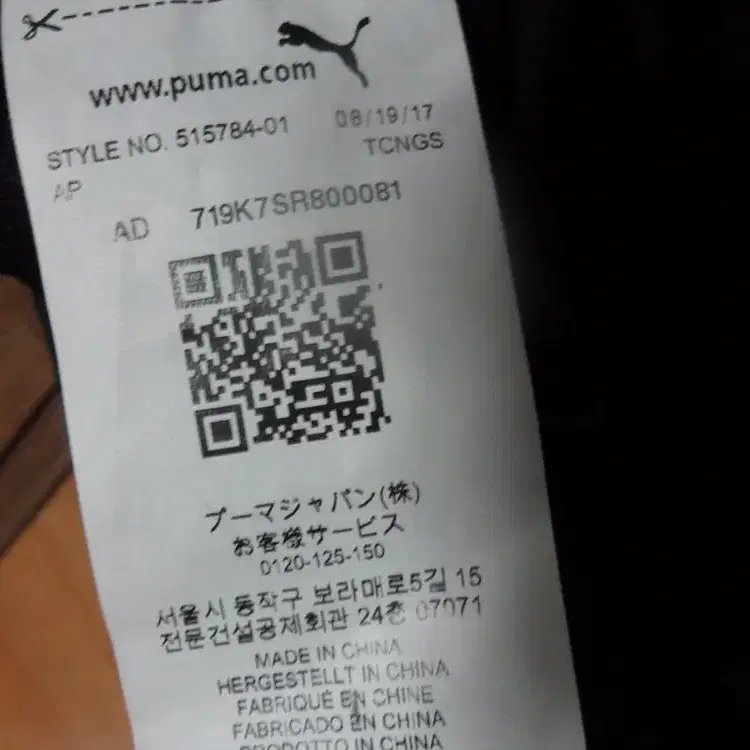 www.puma.com
STYLE NO. 515784-01 08/19/17
AP TCNGS
AD 719K7SR800081
プーマジャパン(株)
お客様サービス
0120-125-150
서울시 동작구 보라매로5길 15
전문건설공제회관 24층 07071
MADE IN CHINA
HERGESTELLT IN CHINA
FABRIQUÉ EN CHINE
FABRICADO EN CHINA
PRODOTTO IN CHINA